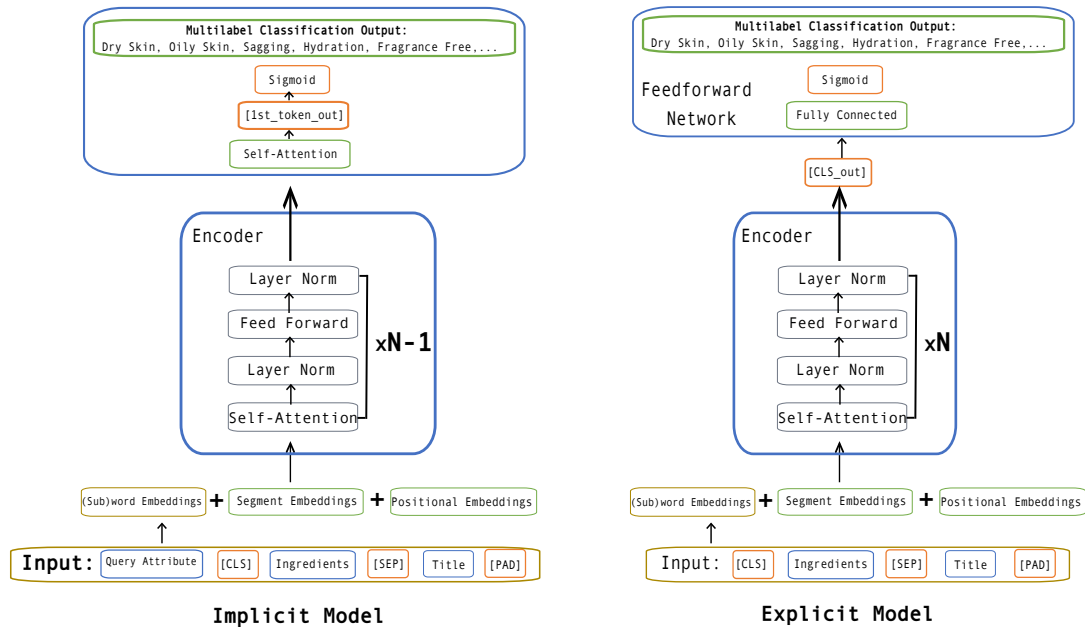 Multilabel Classification Output:
Dry Skin, Oily Skin, Sagging, Hydration, Fragrance Free,...
Sigmoid
[1st_token_out]
Self-Attention
Encoder
Layer Norm
Feed Forward
Layer Norm
Self-Attention
xN-1
(Sub)word Embeddings + Segment Embeddings + Positional Embeddings
Input: Query Attribute [CLS] Ingredients [SEP] Title [PAD]
Implicit Model
Multilabel Classification Output:
Dry Skin, Oily Skin, Sagging, Hydration, Fragrance Free,...
Feedforward
Network
Sigmoid
Fully Connected
[CLS_out]
Encoder
Layer Norm
Feed Forward
Layer Norm
Self-Attention
xN
(Sub)word Embeddings + Segment Embeddings + Positional Embeddings
Input: [CLS] Ingredients [SEP] Title [PAD]
Explicit Model